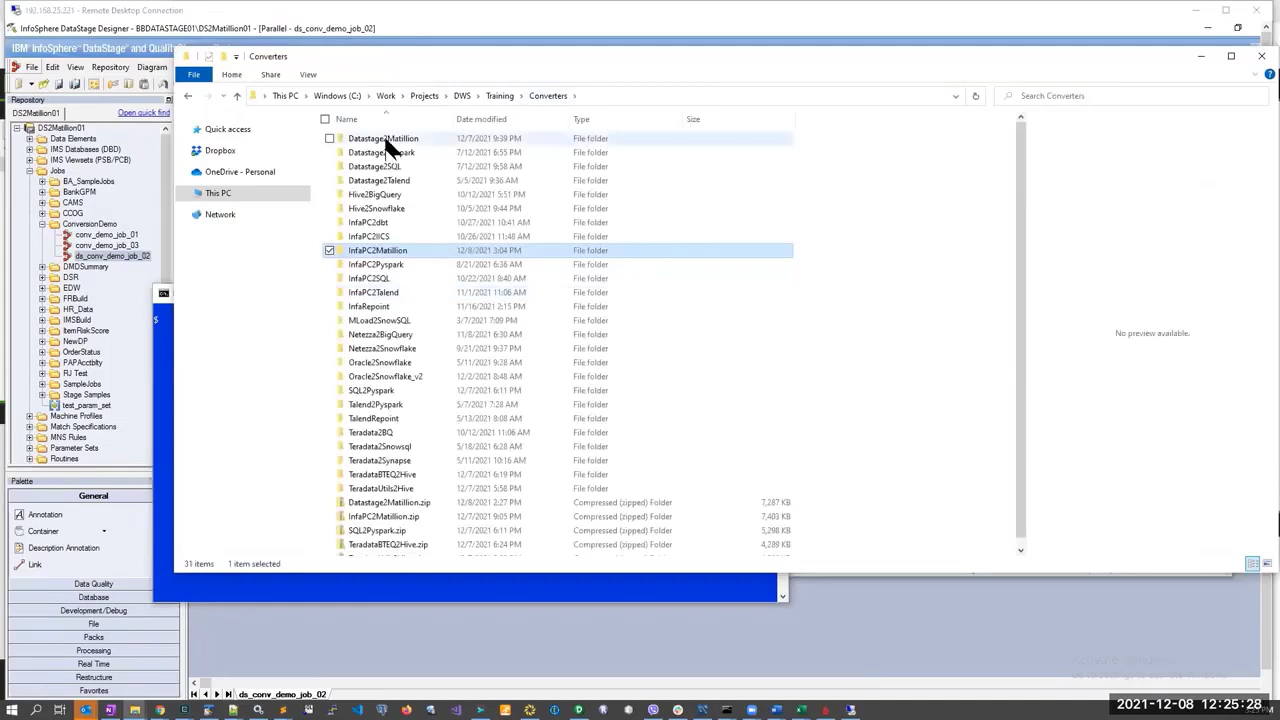 192.168.25.221 - Remote Desktop Connection
InfoSphere DataStage Designer - BBDATASTAGE01\DS2Matillion01 - [Parallel - ds_conv_demo_job_02]
IBM InfoSphere DataStage and
File Edit View Repository Diagram
Repository
DS2Matillion01 Open quick find
DS2Matillion01
Data Elements
IMS Databases (DBD)
IMS Viewsets (PSB/PCB)
Jobs
BA_SampleJobs
BankGPM
CAMS
CCOG
ConversionDemo
conv_demo_job_01
conv_demo_job_03
ds_conv_demo_job_02
DMDSummary
DSR
EDW
FRBuild
HR_Data
IMSBuild
ItemRiskScore
NewDP
OrderStatus
PAPAcctblty
RJ Test
SampleJobs
Stage Samples
test_param_set
Machine Profiles
Match Specifications
MNS Rules
Parameter Sets
Routines
Palette
General
Annotation
Container
Description Annotation
Link
Data Quality
Database
Development/Debug
File
Packs
Processing
Real Time
Restructure
Favorites
$
Converters
File Home Share View
This PC > Windows (C:) > Work > Projects > DWS > Training > Converters >
Search Converters
Quick access
Dropbox
OneDrive - Personal
This PC
Network
Name Date modified Type Size
Datastage2Matillion 12/7/2021 9:39 PM File folder
7/12/2021 6:55 PM File folder
Datastage2SQL 7/12/2021 9:58 AM File folder
Datastage2Talend 5/5/2021 9:36 AM File folder
Hive2BigQuery 10/12/2021 5:51 PM File folder
Hive2Snowflake 10/5/2021 9:44 PM File folder
InfaPC2dbt 10/27/2021 10:41 AM File folder
InfaPC2IICS 10/26/2021 11:48 AM File folder
InfaPC2Matillion 12/8/2021 3:04 PM File folder
InfaPC2Pyspark 8/21/2021 6:36 AM File folder
InfaPC2SQL 10/22/2021 8:40 AM File folder
InfaPC2Talend 11/1/2021 11:06 AM File folder
InfaRepoint 11/16/2021 2:15 PM File folder
MLoad2SnowSQL 3/7/2021 7:09 PM File folder
Netezza2BigQuery 11/8/2021 6:30 AM File folder
Netezza2Snowflake 9/21/2021 9:37 PM File folder
Oracle2Snowflake 5/11/2021 9:28 AM File folder
Oracle2Snowflake_v2 12/2/2021 8:48 AM File folder
SQL2Pyspark 12/7/2021 6:11 PM File folder
Talend2Pyspark 5/7/2021 7:28 AM File folder
TalendRepoint 5/13/2021 8:08 AM File folder
Teradata2BQ 10/12/2021 11:06 AM File folder
Teradata2Snowsql 5/18/2021 6:28 AM File folder
Teradata2Synapse 5/11/2021 10:16 AM File folder
TeradataBTEQ2Hive 12/7/2021 6:19 PM File folder
TeradataUtils2Hive 12/7/2021 5:58 PM File folder
Datastage2Matillion.zip 12/8/2021 2:27 PM Compressed (zipped) Folder 7,287 KB
InfaPC2Matillion.zip 12/7/2021 9:05 PM Compressed (zipped) Folder 7,403 KB
SQL2Pyspark.zip 12/7/2021 6:11 PM Compressed (zipped) Folder 5,298 KB
TeradataBTEQ2Hive.zip 12/7/2021 6:24 PM Compressed (zipped) Folder 4,289 KB
No preview available.
31 items 1 item selected
ds_conv_demo_job_02
2021-12-08 12:25:28